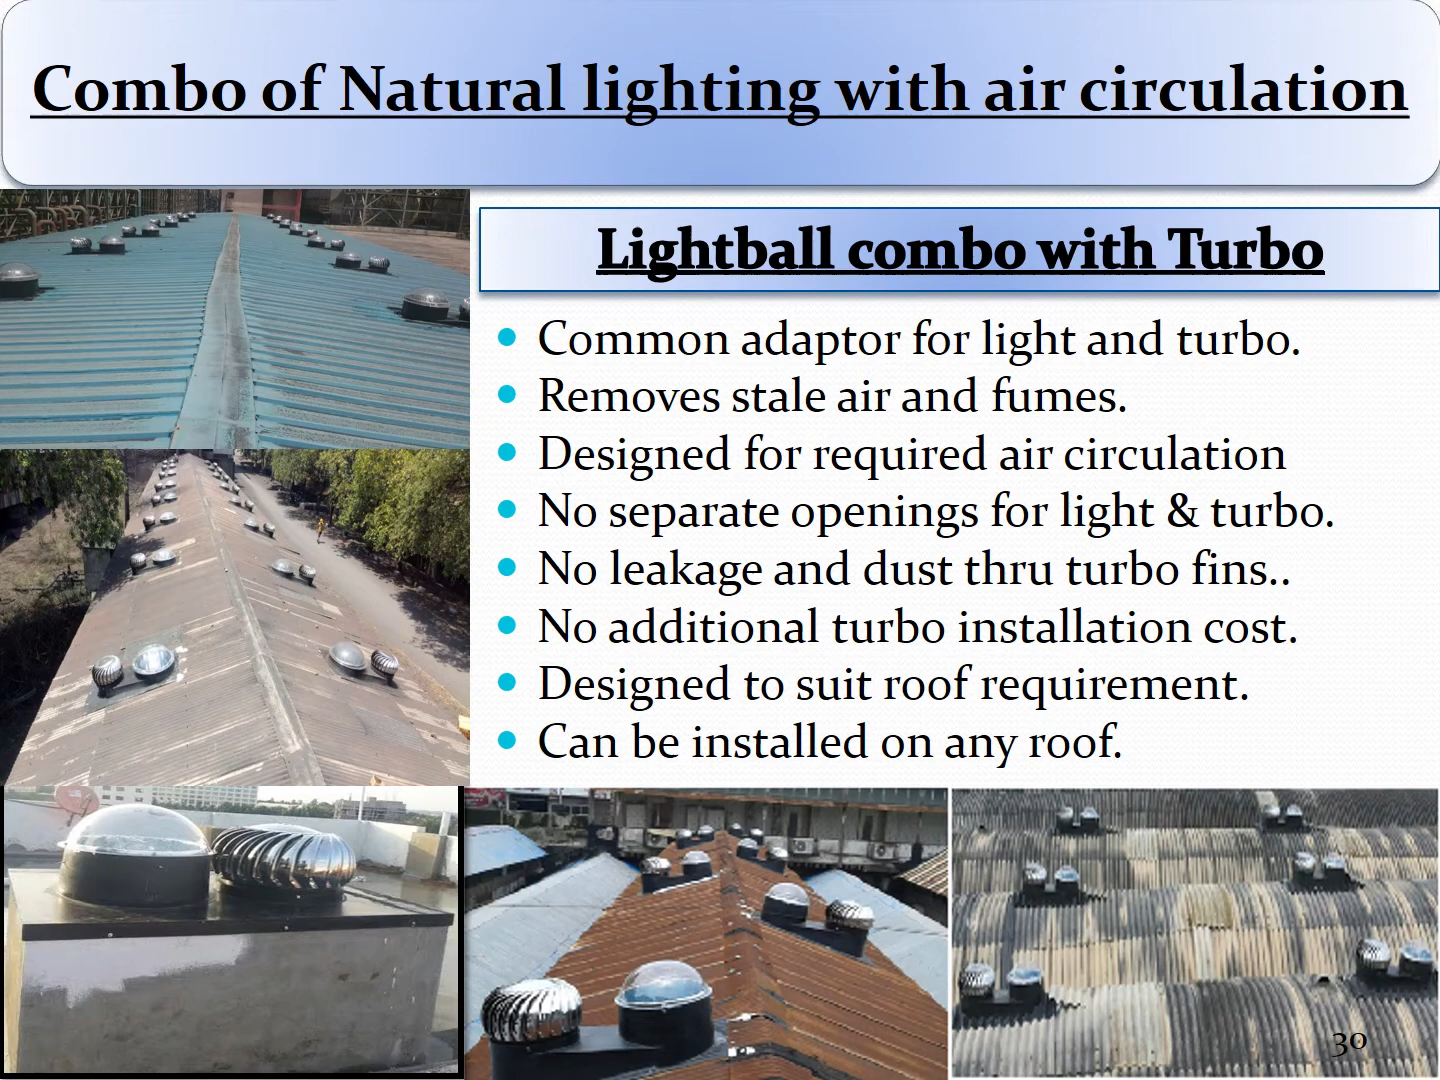 Combo of Natural lighting with air circulation
Lightball combo with Turbo
• Common adaptor for light and turbo.
• Removes stale air and fumes.
• Designed for required air circulation
• No separate openings for light & turbo.
• No leakage and dust thru turbo fins..
• No additional turbo installation cost.
• Designed to suit roof requirement.
• Can be installed on any roof.
30